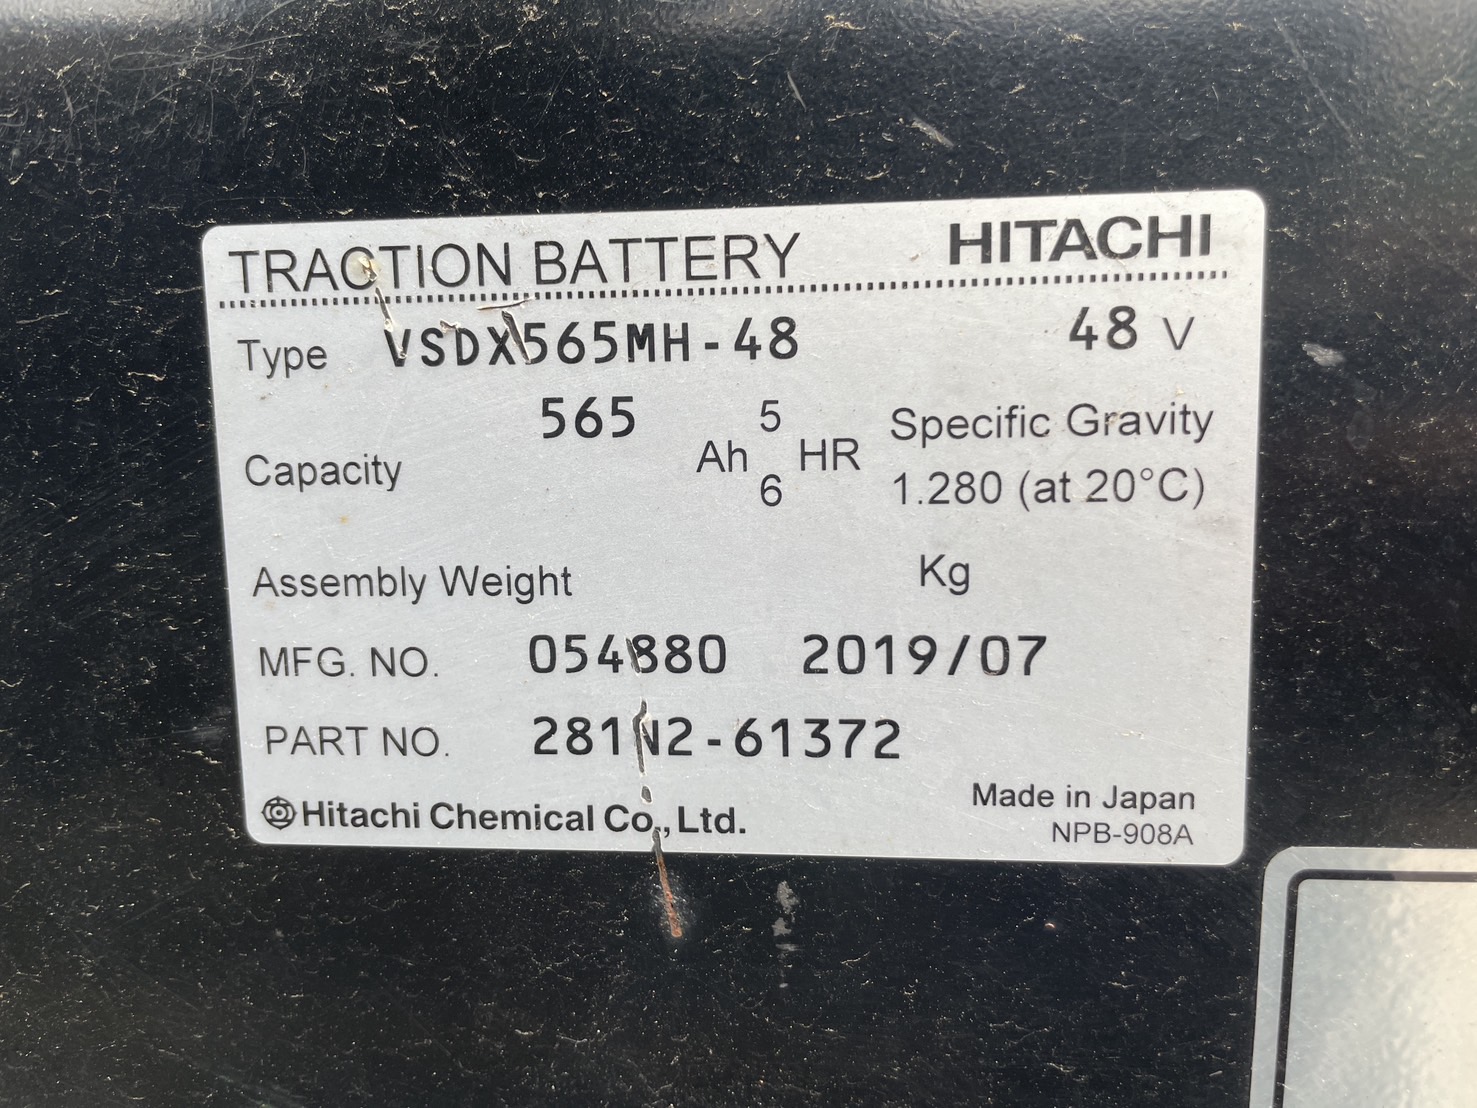 TRACTION BATTERY HITACHI
Type VSDX565MH-48 48 V
Capacity 565 Ah 5 HR Specific Gravity
6 1.280 (at 20°C)
Assembly Weight Kg
MFG. NO. 054880 2019/07
PART NO. 281N2-61372
Hitachi Chemical Co., Ltd. Made in Japan
NPB-908A